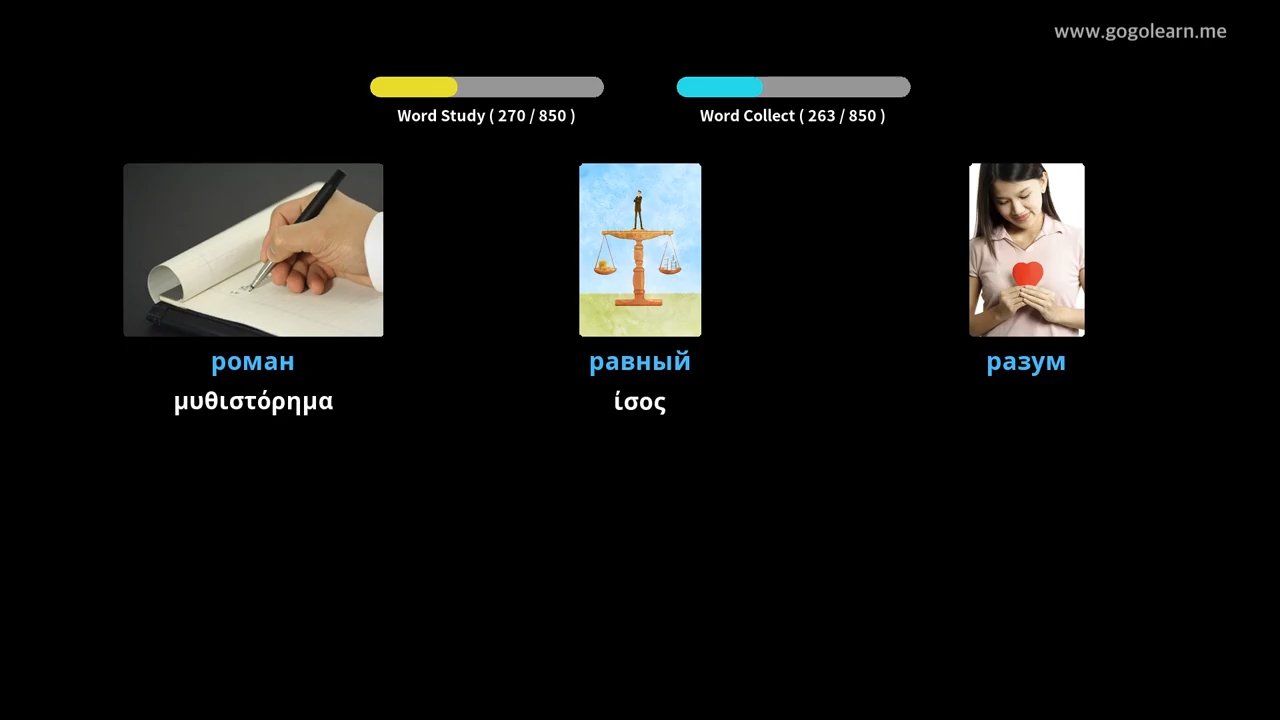 www.gogolearn.me
Word Study ( 270 / 850 )
Word Collect ( 263 / 850 )
роман
равный
разум
μυθιστόρημα
ίσος